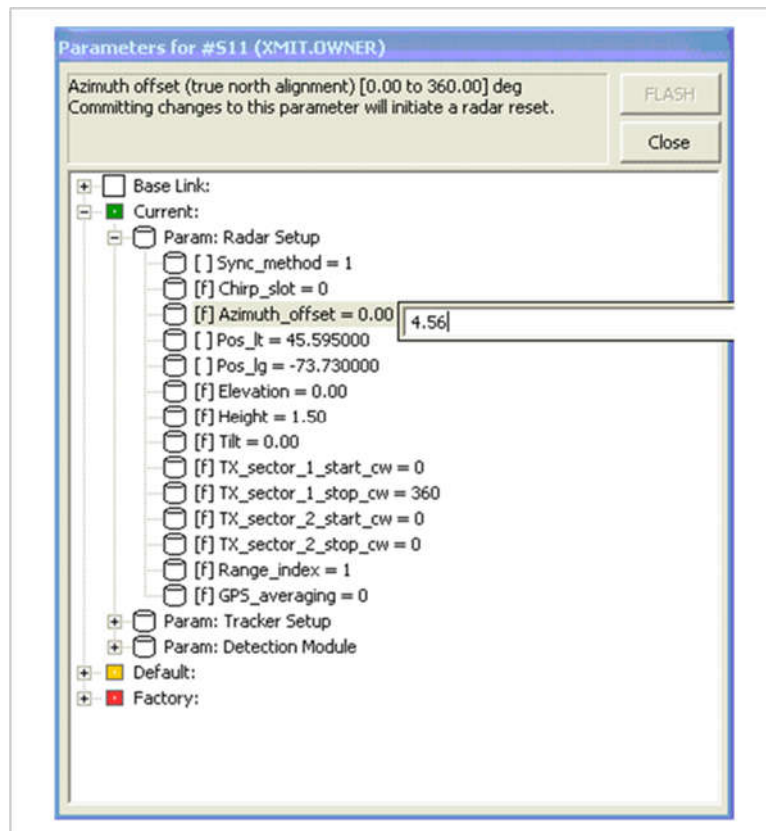 Parameters for #S11 (XMIT.OWNER)
Azimuth offset (true north alignment) [0.00 to 360.00] deg
Committing changes to this parameter will initiate a radar reset.
FLASH
Close
Base Link:
Current:
Param: Radar Setup
[ ] Sync_method = 1
[f] Chirp_slot = 0
[f] Azimuth_offset = 0.00 4.56
[ ] Pos_lt = 45.595000
[ ] Pos_lg = -73.730000
[f] Elevation = 0.00
[f] Height = 1.50
[f] Tilt = 0.00
[f] TX_sector_1_start_cw = 0
[f] TX_sector_1_stop_cw = 360
[f] TX_sector_2_start_cw = 0
[f] TX_sector_2_stop_cw = 0
[f] Range_index = 1
[f] GPS_averaging = 0
Param: Tracker Setup
Param: Detection Module
Default:
Factory: